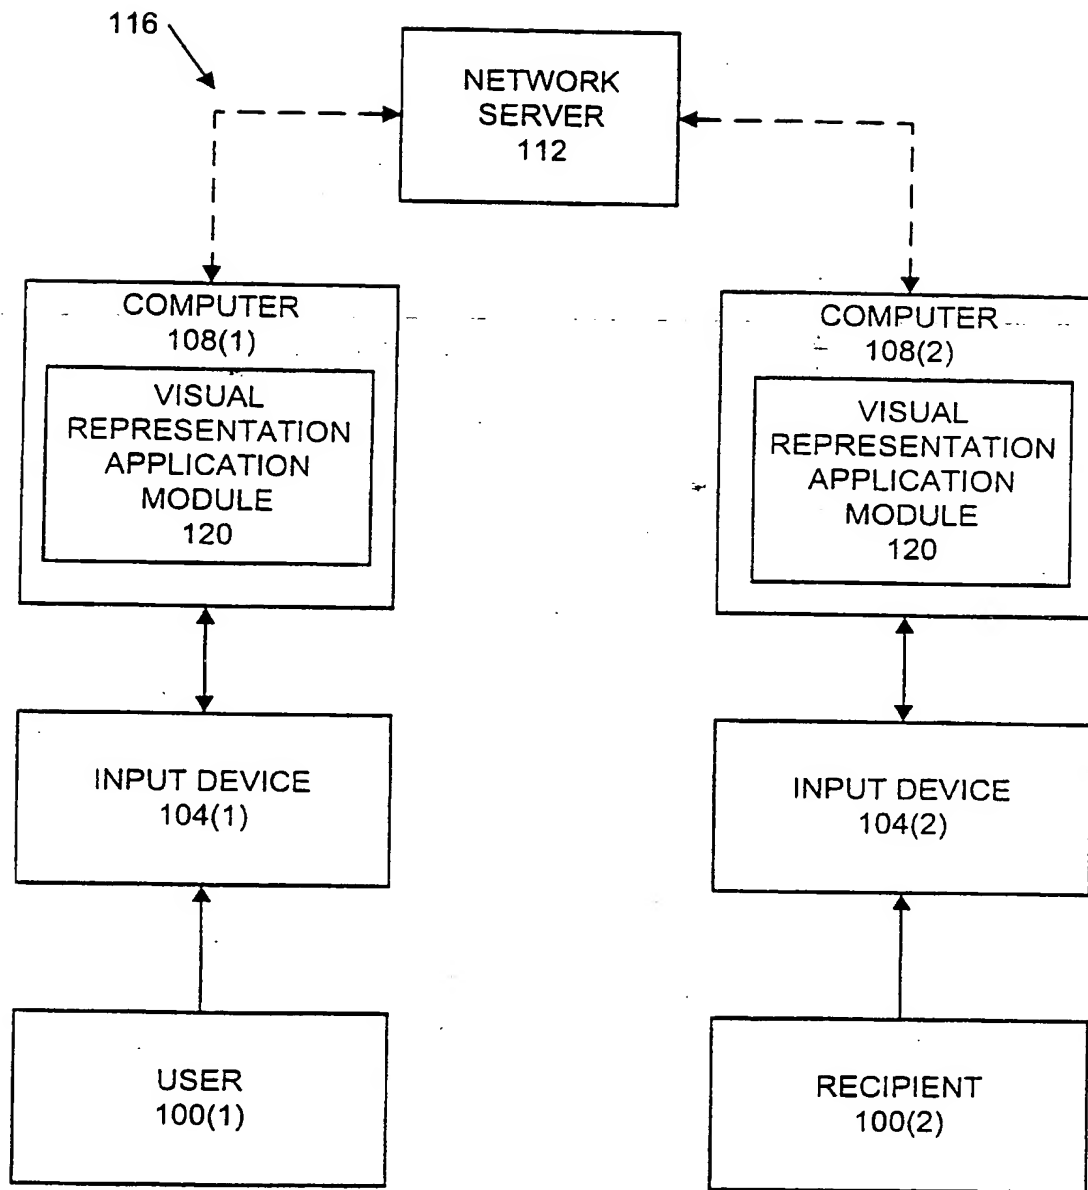 116
NETWORK
SERVER
112
COMPUTER
108(1)
VISUAL
REPRESENTATION
APPLICATION
MODULE
120
COMPUTER
108(2)
VISUAL
REPRESENTATION
APPLICATION
MODULE
120
INPUT DEVICE
104(1)
INPUT DEVICE
104(2)
USER
100(1)
RECIPIENT
100(2)